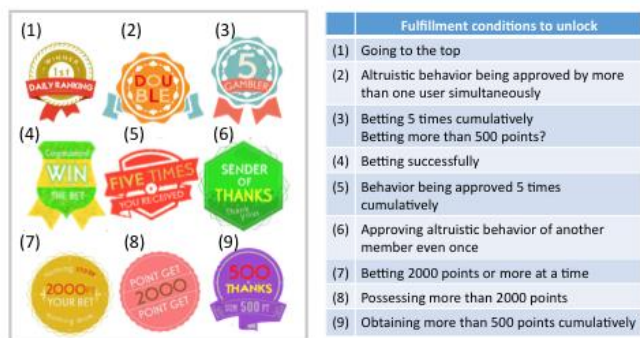 (1)
(2)
(3)
WINNER
1st
DAILY RANKING
DOU
BLE
5
GAMBLER
(4)
(5)
(6)
WIN
THE BET
FIVE TIMES
YOU RECEIVED
SENDER
OF
THANKS
(7)
(8)
(9)
2000PT
YOUR BET
POINT GET
2000
POINT GET
500
THANKS
500 PT
Fulfillment conditions to unlock
(1) Going to the top
(2) Altruistic behavior being approved by more
than one user simultaneously
(3) Betting 5 times cumulatively
Betting more than 500 points?
(4) Betting successfully
(5) Behavior being approved 5 times
cumulatively
(6) Approving altruistic behavior of another
member even once
(7) Betting 2000 points or more at a time
(8) Possessing more than 2000 points
(9) Obtaining more than 500 points cumulatively